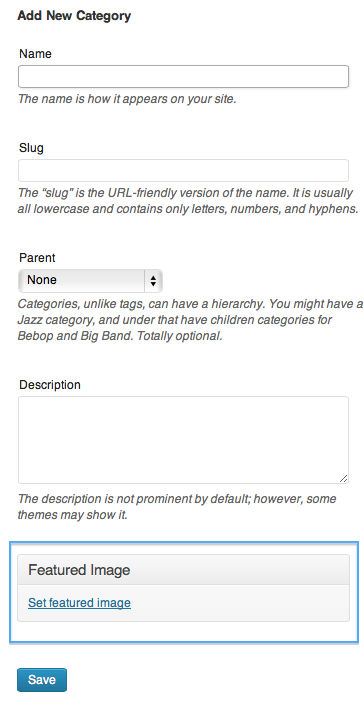 Add New Category
Name
The name is how it appears on your site.
Slug
The “slug” is the URL-friendly version of the name. It is usually
all lowercase and contains only letters, numbers, and hyphens.
Parent
None
Categories, unlike tags, can have a hierarchy. You might have a
Jazz category, and under that have children categories for
Bebop and Big Band. Totally optional.
Description
The description is not prominent by default; however, some
themes may show it.
Featured Image
Set featured image
Save